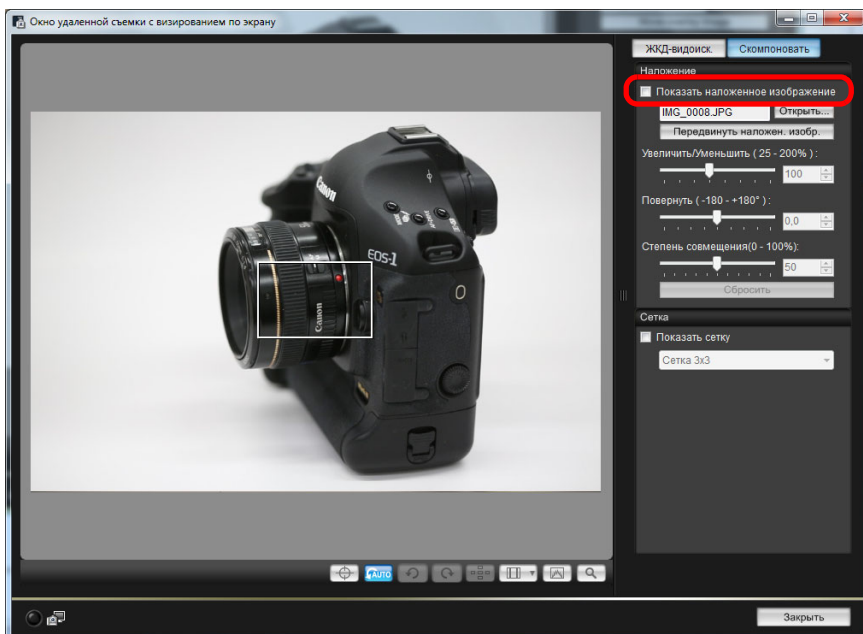 Окно удаленной съемки с визированием по экрану
ЖКД-видоиск. Скомпоновать
Наложение
Показать наложенное изображение
IMG_0008.JPG Открыть...
Передвинуть наложен. изобр.
Увеличить/Уменьшить ( 25 - 200% ) :
100
Повернуть ( -180 - +180° ) :
0,0
Степень совмещения(0 - 100%):
50
Сбросить
Сетка
Показать сетку
Сетка 3x3
Canon
EOS-1
Canon
AUTO
Закрыть